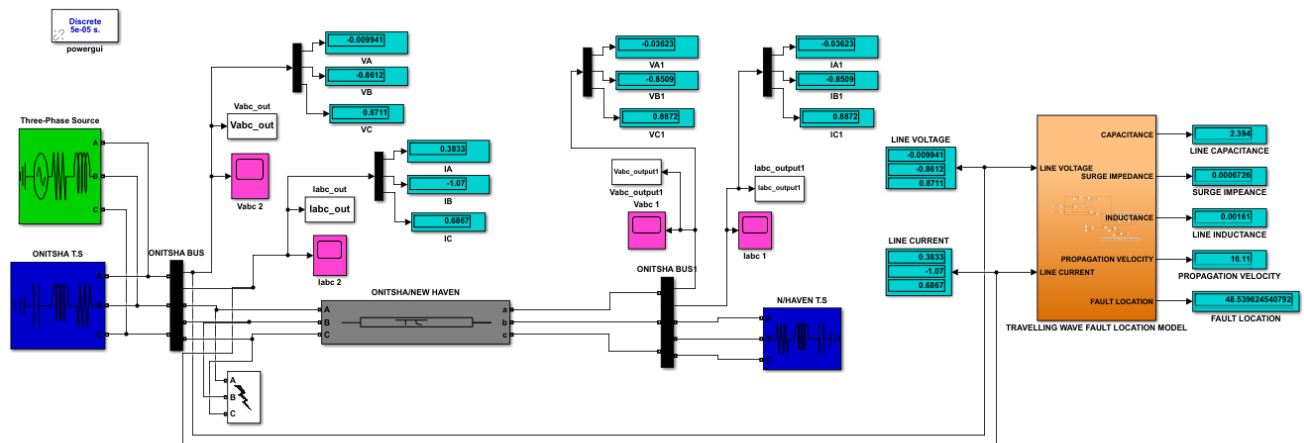 Discrete
5e-05 s.
powergui
-0.009941
VA
-0.8612
VB
0.8711
VC
Vabc_out
Vabc_out
Vabc 2
Three-Phase Source
A
B
C
Iabc_out
Iabc_out
Iabc 2
0.3833
IA
-1.07
IB
0.6867
IC
-0.03623
VA1
-0.8509
VB1
0.8872
VC1
-0.03623
IA1
-0.8509
IB1
0.8872
IC1
Vabc_output1
Vabc_output1
Vabc 1
Iabc_output1
Iabc_output1
Iabc 1
ONITSHA T.S
A
B
C
ONITSHA BUS
ONITSHA/NEW HAVEN
A
B
C
a
b
c
ONITSHA BUS1
N/HAVEN T.S
A
B
C
A
B
C
LINE VOLTAGE
-0.009941
-0.8612
0.8711
LINE CURRENT
0.3833
-1.07
0.6867
LINE VOLTAGE
LINE CURRENT
CAPACITANCE
SURGE IMPEDANCE
INDUCTANCE
PROPAGATION VELOCITY
FAULT LOCATION
TRAVELLING WAVE FAULT LOCATION MODEL
2.394
LINE CAPACITANCE
0.0006726
SURGE IMPEANCE
0.00161
LINE INDUCTANCE
16.11
PROPAGATION VELOCITY
48.539624540792
FAULT LOCATION